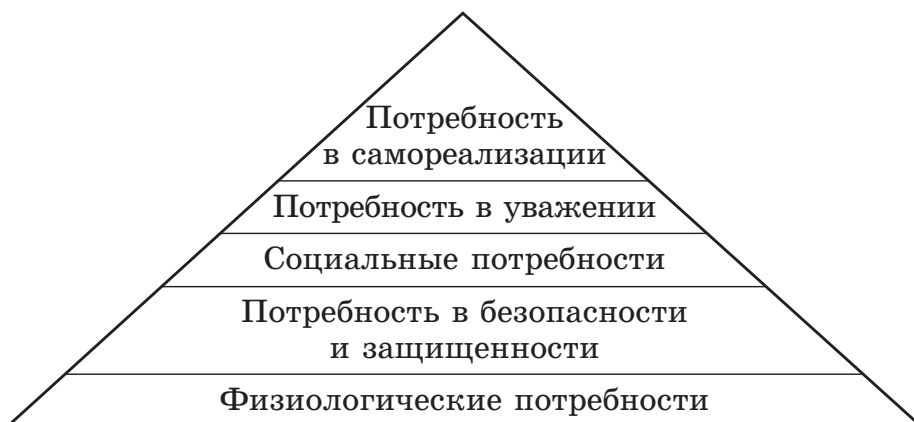 Потребность
в самореализации
Потребность в уважении
Социальные потребности
Потребность в безопасности
и защищенности
Физиологические потребности